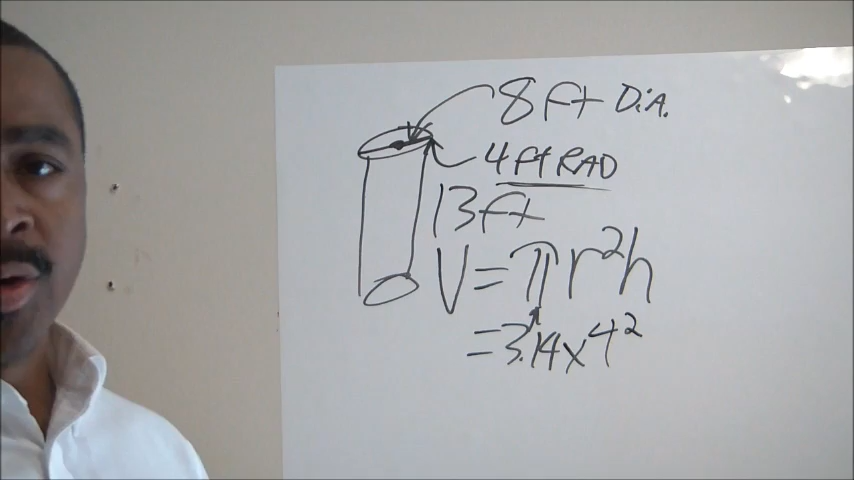 8ft DiA.
4ft RAD
13ft
V=πr²h
=3.14x4²